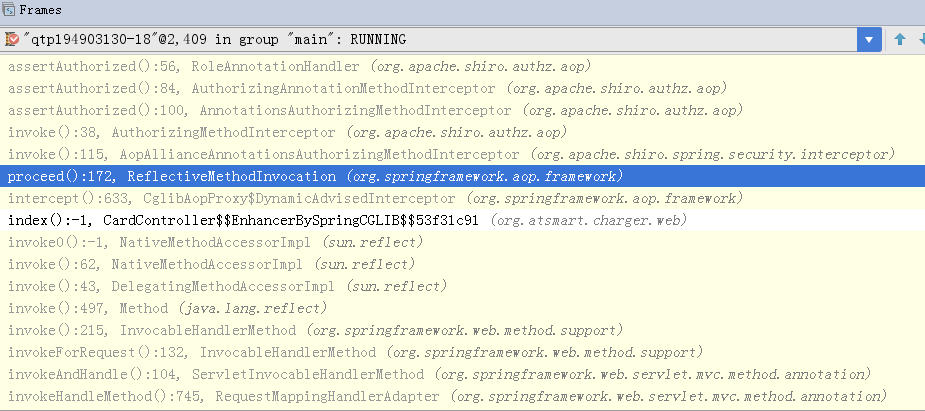 Frames
"qtp194903130-18"@2,409 in group "main": RUNNING
assertAuthorized():56, RoleAnnotationHandler (org.apache.shiro.authz.aop)
assertAuthorized():84, AuthorizingAnnotationMethodInterceptor (org.apache.shiro.authz.aop)
assertAuthorized():100, AnnotationsAuthorizingMethodInterceptor (org.apache.shiro.authz.aop)
invoke():38, AuthorizingMethodInterceptor (org.apache.shiro.authz.aop)
invoke():115, AopAllianceAnnotationsAuthorizingMethodInterceptor (org.apache.shiro.spring.security.interceptor)
proceed():172, ReflectiveMethodInvocation (org.springframework.aop.framework)
intercept():633, CglibAopProxy$DynamicAdvisedInterceptor (org.springframework.aop.framework)
index():-1, CardController$$EnhancerBySpringCGLIB$$53f31c91 (org.atsmart.charger.web)
invoke0():-1, NativeMethodAccessorImpl (sun.reflect)
invoke():62, NativeMethodAccessorImpl (sun.reflect)
invoke():43, DelegatingMethodAccessorImpl (sun.reflect)
invoke():497, Method (java.lang.reflect)
invoke():215, InvocableHandlerMethod (org.springframework.web.method.support)
invokeForRequest():132, InvocableHandlerMethod (org.springframework.web.method.support)
invokeAndHandle():104, ServletInvocableHandlerMethod (org.springframework.web.servlet.mvc.method.annotation)
invokeHandleMethod():745, RequestMappingHandlerAdapter (org.springframework.web.servlet.mvc.method.annotation)